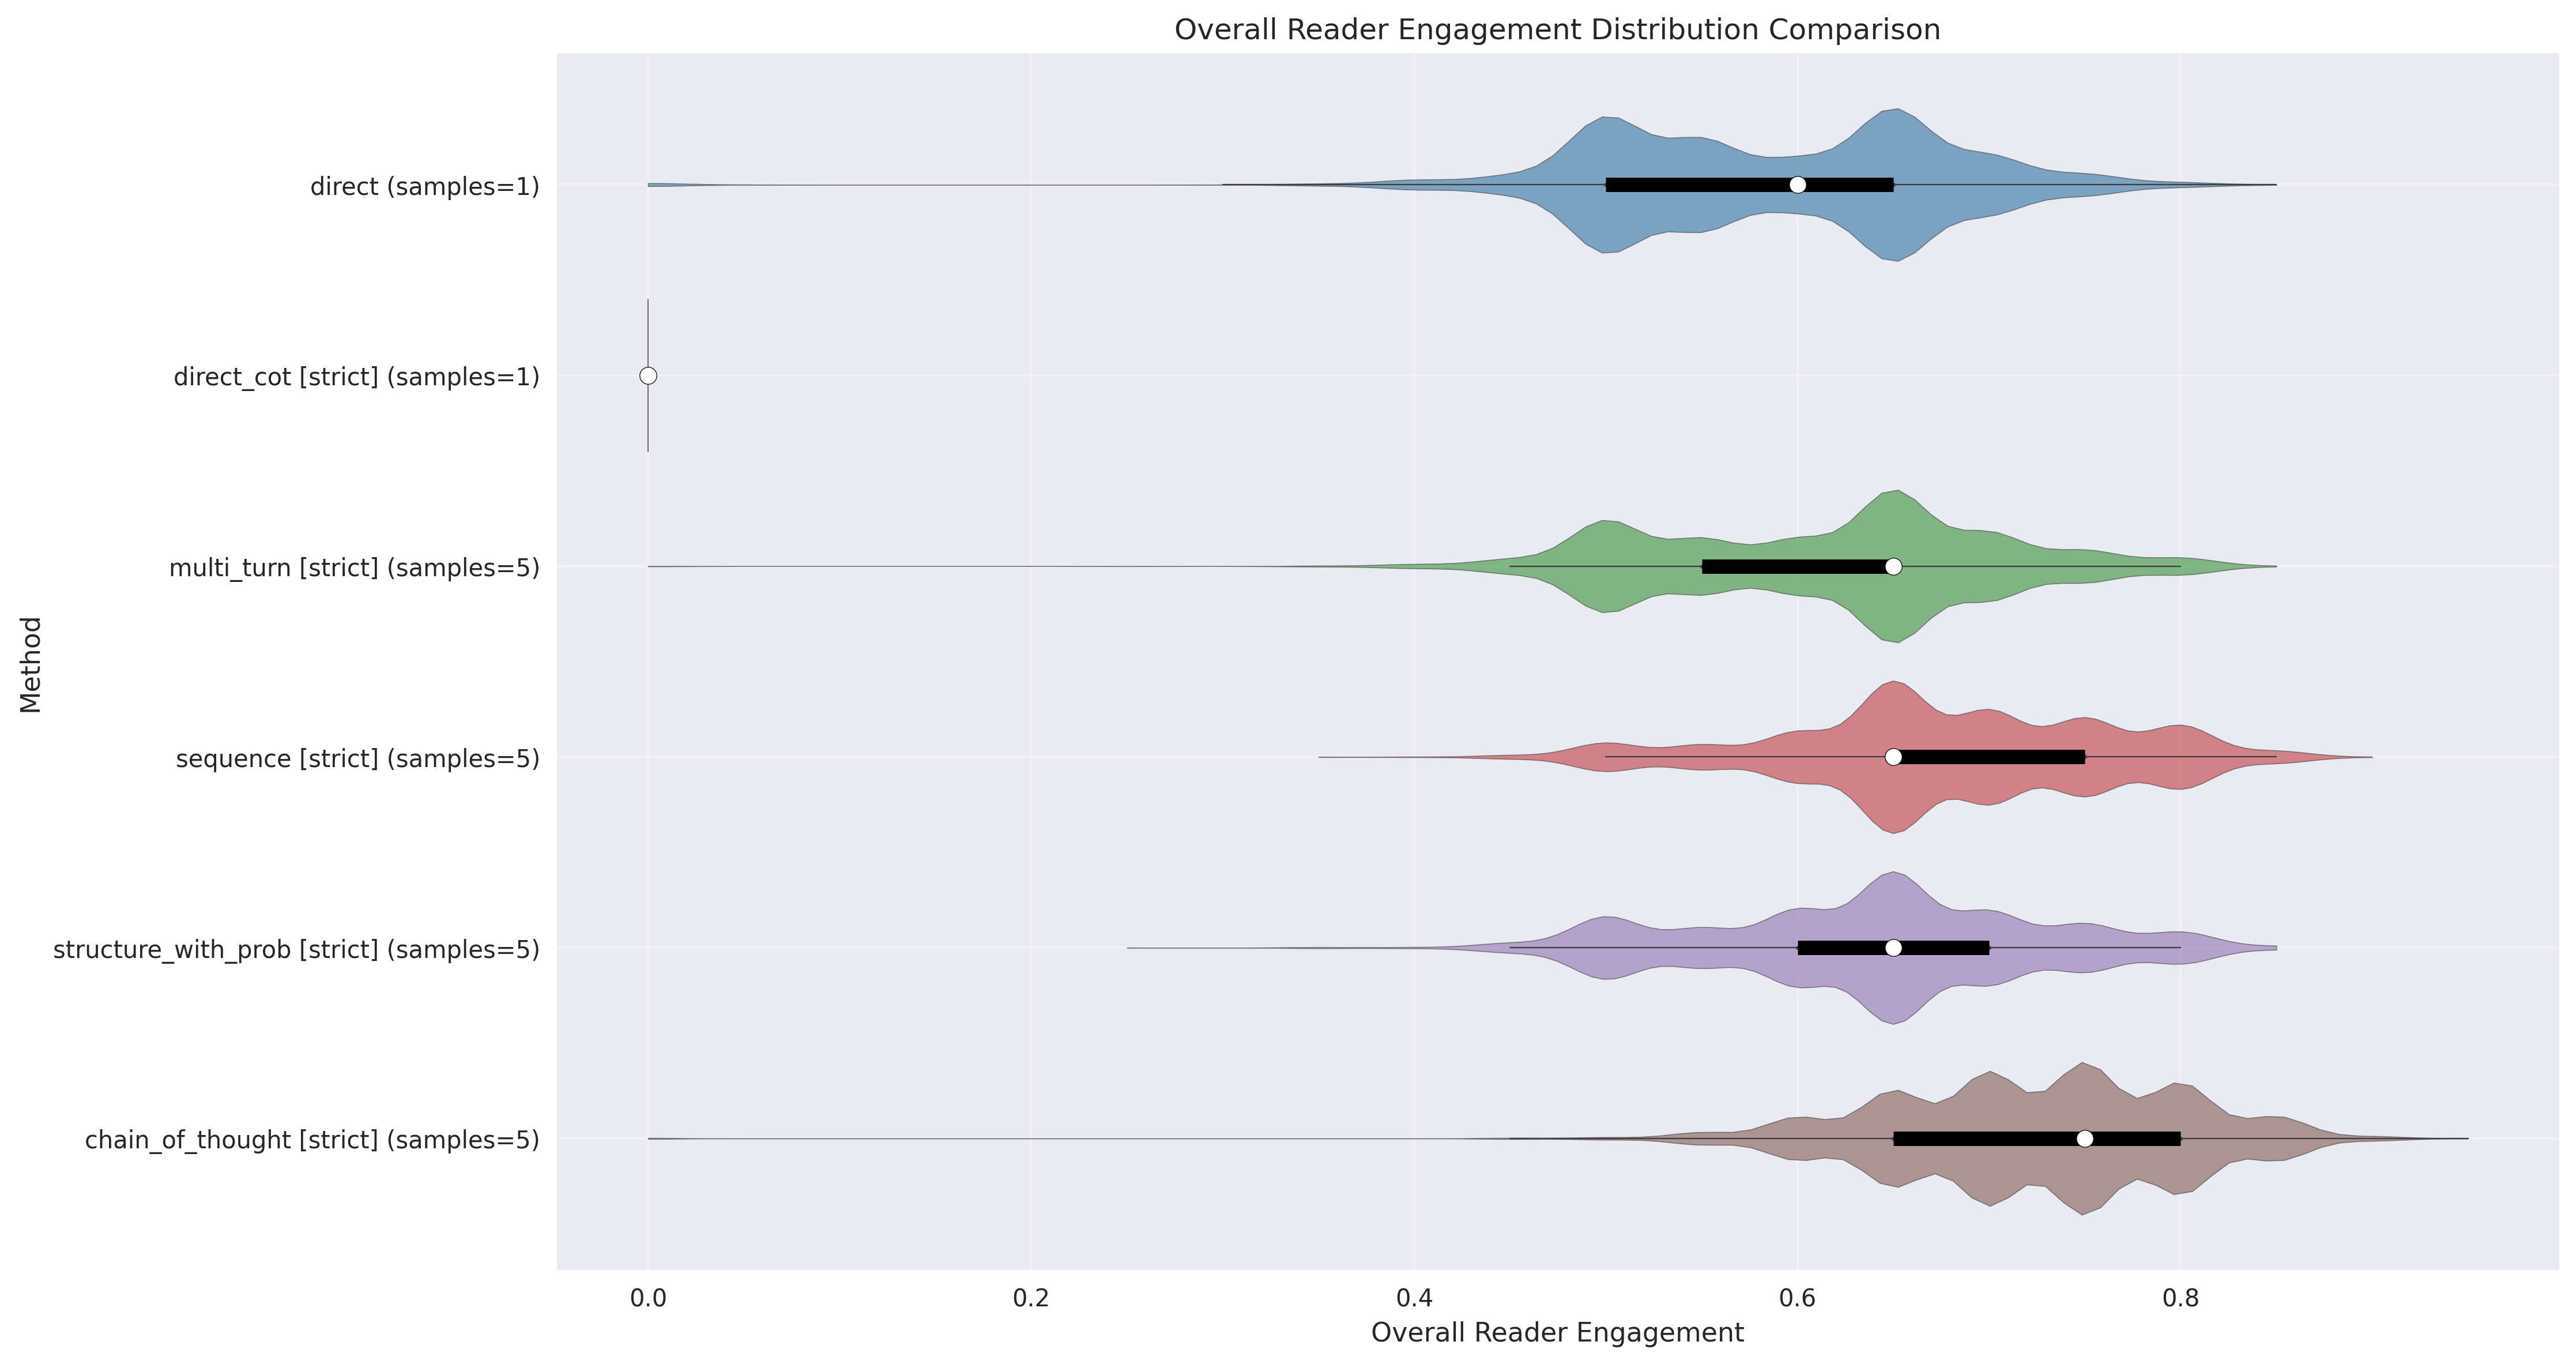 Overall Reader Engagement Distribution Comparison
direct (samples=1)
direct_cot [strict] (samples=1)
multi_turn [strict] (samples=5)
sequence [strict] (samples=5)
structure_with_prob [strict] (samples=5)
chain_of_thought [strict] (samples=5)
Method
0.0 0.2 0.4 0.6 0.8
Overall Reader Engagement